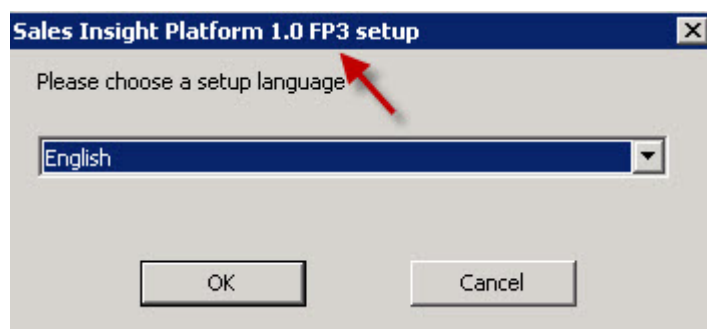 Sales Insight Platform 1.0 FP3 setup
Please choose a setup language
English
OK
Cancel